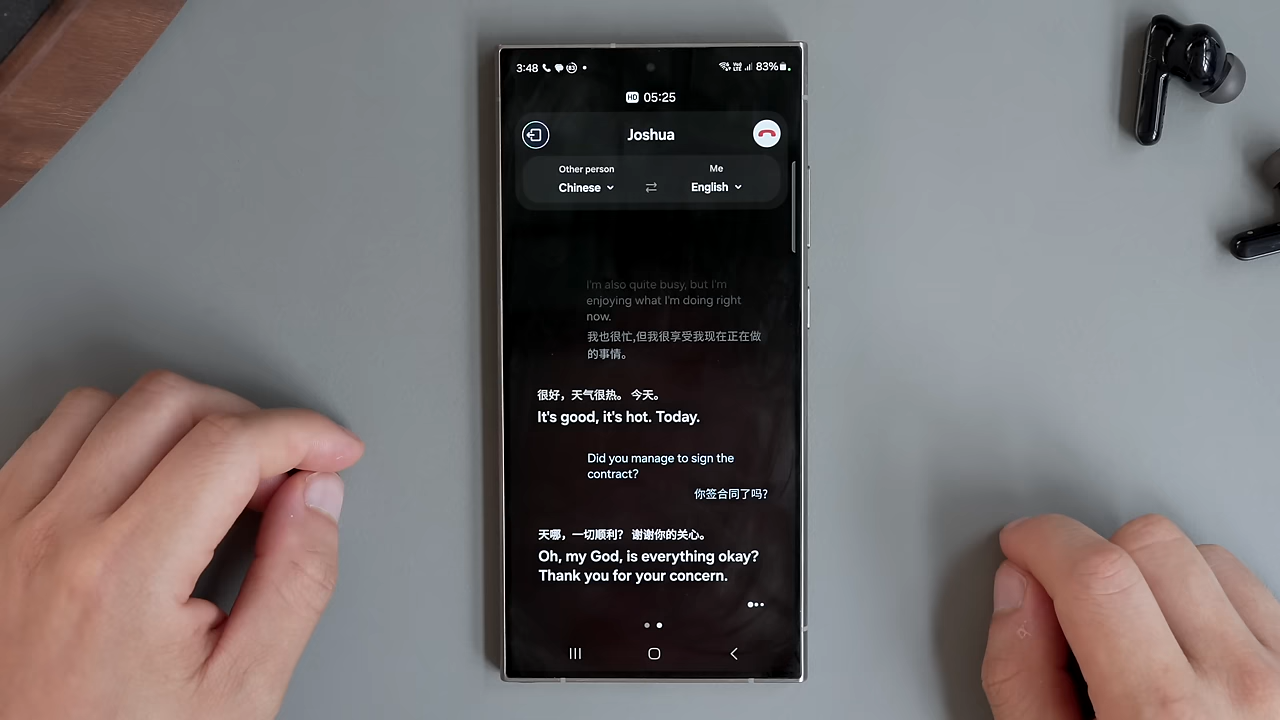 3:48
83%
HD 05:25
Joshua
Other person
Me
Chinese
English
I'm also quite busy, but I'm
enjoying what I'm doing right
now.
我也很忙,但我很享受我现在正在做
的事情。
很好，天气很热。 今天。
It's good, it's hot. Today.
Did you manage to sign the
contract?
你签合同了吗?
天哪，一切顺利？ 谢谢你的关心。
Oh, my God, is everything okay?
Thank you for your concern.